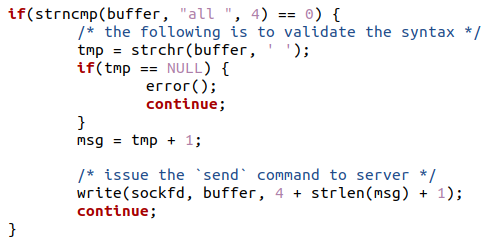 if(strncmp(buffer, "all ", 4) == 0) {
        /* the following is to validate the syntax */
        tmp = strchr(buffer, ' ');
        if(tmp == NULL) {
                error();
                continue;
        }
        msg = tmp + 1;

        /* issue the `send` command to server */
        write(sockfd, buffer, 4 + strlen(msg) + 1);
        continue;
}